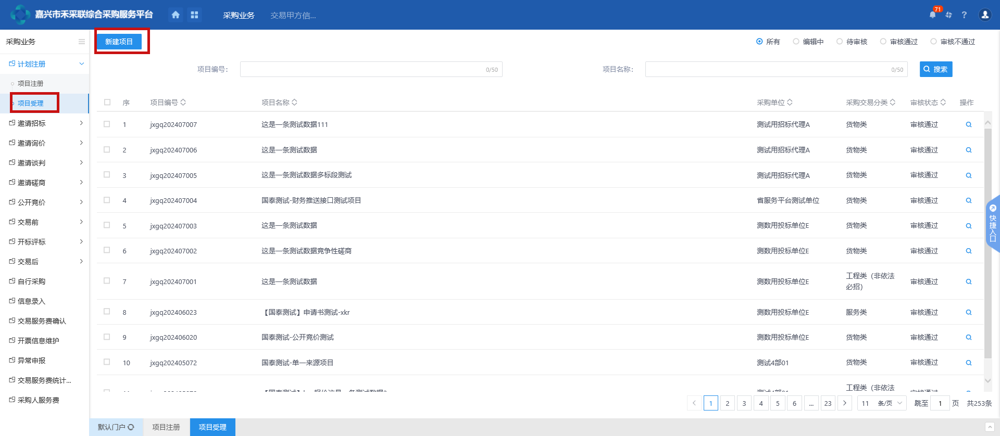 嘉兴市禾采联综合采购服务平台
采购业务
交易甲方信...
71
?
采购业务
计划注册
项目注册
项目受理
邀请招标
邀请询价
邀请谈判
邀请磋商
公开竞价
交易前
开标评标
交易后
自行采购
信息录入
交易服务费确认
开票信息维护
异常申报
交易服务费统计...
采购人服务费
新建项目
所有 编辑中 待审核 审核通过 审核不通过
项目编号： 0/50 项目名称： 0/50 搜索
序 项目编号 项目名称 采购单位 采购交易分类 审核状态 操作
1 jxgq202407007 这是一条测试数据111 测试用招标代理A 货物类 审核通过
2 jxgq202407006 这是一条测试数据 测试用招标代理A 货物类 审核通过
3 jxgq202407005 这是一条测试数据多标段测试 测试用招标代理A 货物类 审核通过
4 jxgq202407004 国泰测试-财务推送接口测试项目 省服务平台测试单位 货物类 审核通过
5 jxgq202407003 这是一条测试数据 测数用投标单位E 货物类 审核通过
6 jxgq202407002 这是一条测试数据竞争性磋商 测数用投标单位E 货物类 审核通过
7 jxgq202407001 这是一条测试数据 测数用投标单位E 工程类（非依法必招） 审核通过
8 jxgq202406023 【国泰测试】申请书测试-xkr 测数用投标单位E 服务类 审核通过
9 jxgq202406020 国泰测试-公开竞价测试 测数用投标单位E 货物类 审核通过
10 jxgq202405072 国泰测试-单一来源项目 测试4部01 货物类 审核通过
工程类（非依法
快捷入口
1 2 3 4 5 6 ... 23 11 条/页 跳至 1 页 共253条
默认门户 项目注册 项目受理